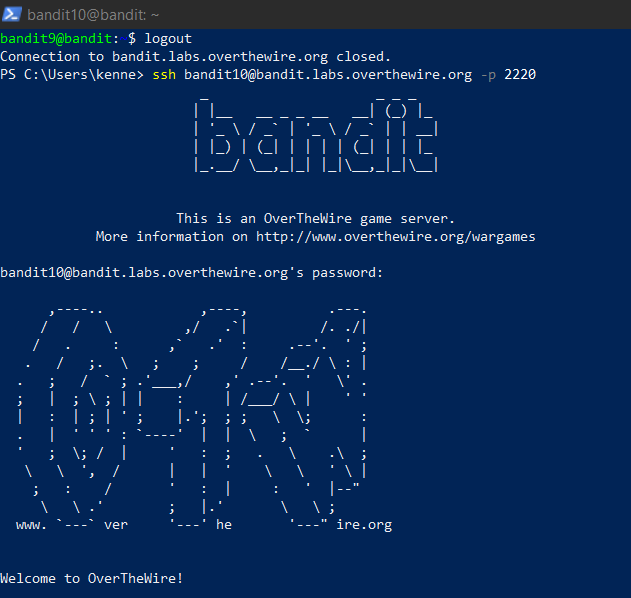 bandit10@bandit: ~
bandit9@bandit: $ logout
Connection to bandit.labs.overthewire.org closed.
PS C:\Users\kenne> ssh bandit10@bandit.labs.overthewire.org -p 2220
bandit
This is an OverTheWire game server.
More information on http://www.overthewire.org/wargames
bandit10@bandit.labs.overthewire.org's password:
www. ver he ire.org
Welcome to OverTheWire!